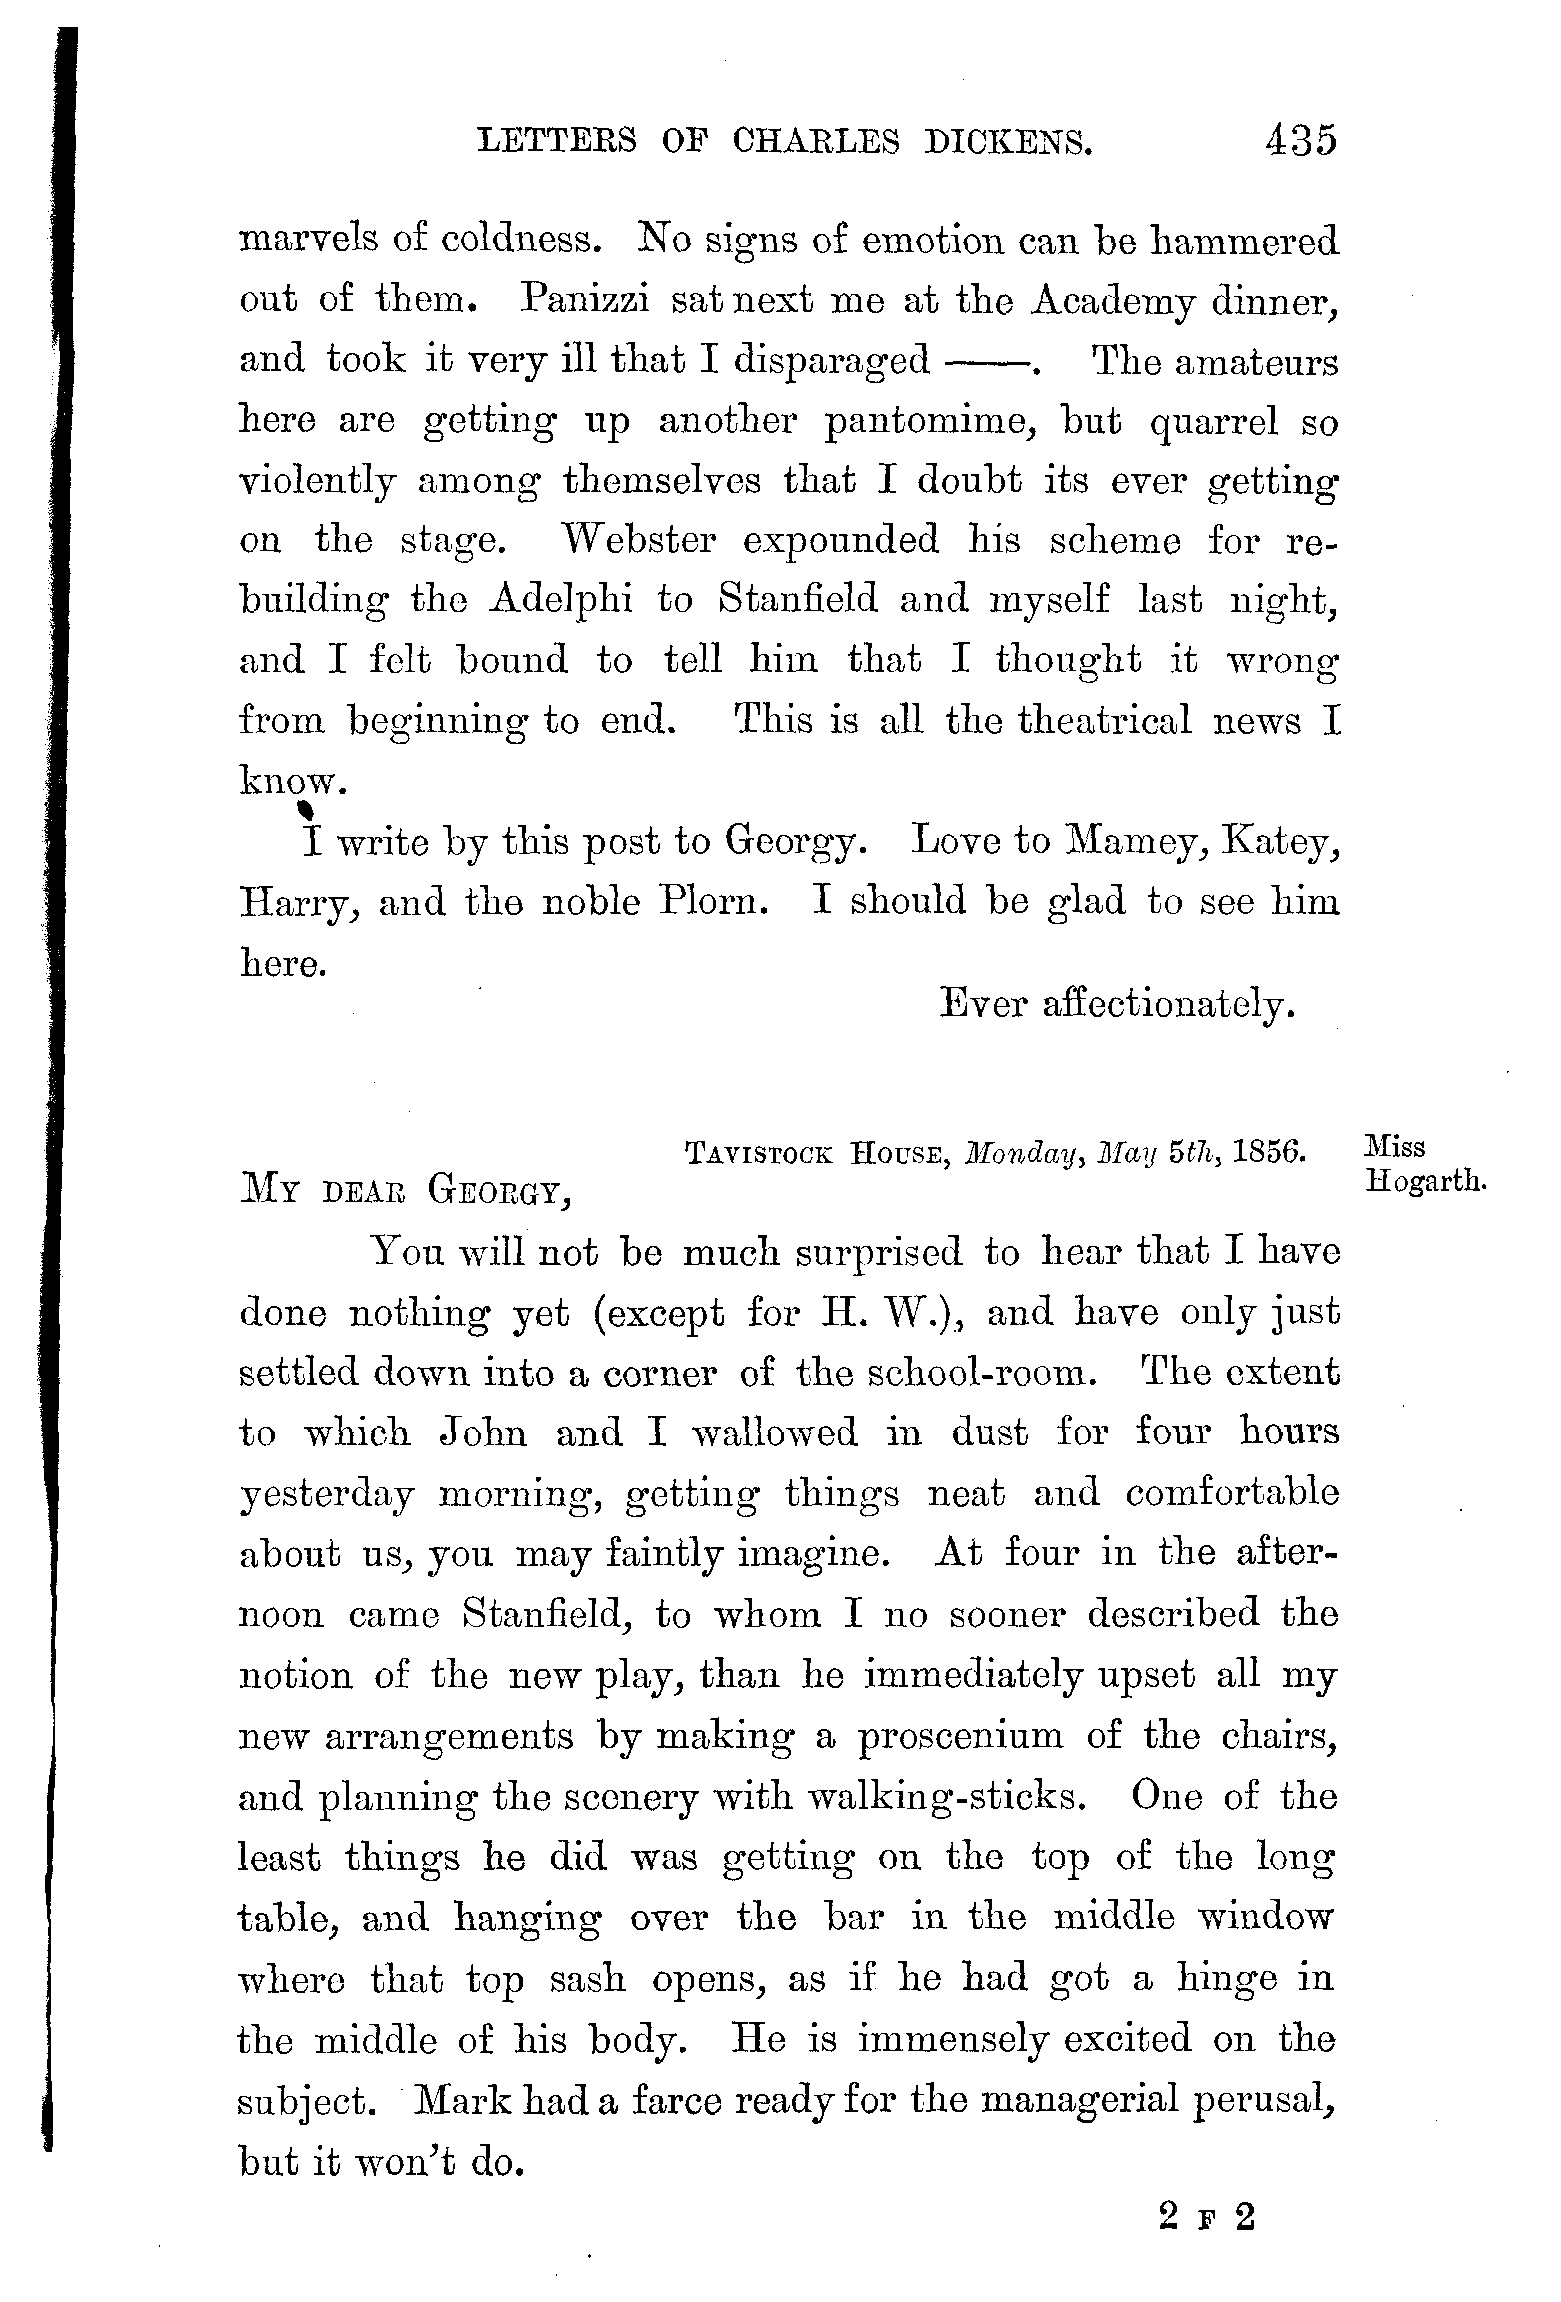 LETTERS OF CHARLES DICKENS. 435
marvels of coldness. No signs of emotion can be hammered
out of them. Panizzi sat next me at the Academy dinner,
and took it very ill that I disparaged ——. The amateurs
here are getting up another pantomime, but quarrel so
violently among themselves that I doubt its ever getting
on the stage. Webster expounded his scheme for re-
building the Adelphi to Stanfield and myself last night,
and I felt bound to tell him that I thought it wrong
from beginning to end. This is all the theatrical news I
know.
I write by this post to Georgy. Love to Mamey, Katey,
Harry, and the noble Plorn. I should be glad to see him
here.
Ever affectionately.
TAVISTOCK HOUSE, Monday, May 5th, 1856.
Miss
Hogarth.
MY DEAR GEORGY,
You will not be much surprised to hear that I have
done nothing yet (except for H. W.), and have only just
settled down into a corner of the school-room. The extent
to which John and I wallowed in dust for four hours
yesterday morning, getting things neat and comfortable
about us, you may faintly imagine. At four in the after-
noon came Stanfield, to whom I no sooner described the
notion of the new play, than he immediately upset all my
new arrangements by making a proscenium of the chairs,
and planning the scenery with walking-sticks. One of the
least things he did was getting on the top of the long
table, and hanging over the bar in the middle window
where that top sash opens, as if he had got a hinge in
the middle of his body. He is immensely excited on the
subject. Mark had a farce ready for the managerial perusal,
but it won't do.
2 F 2